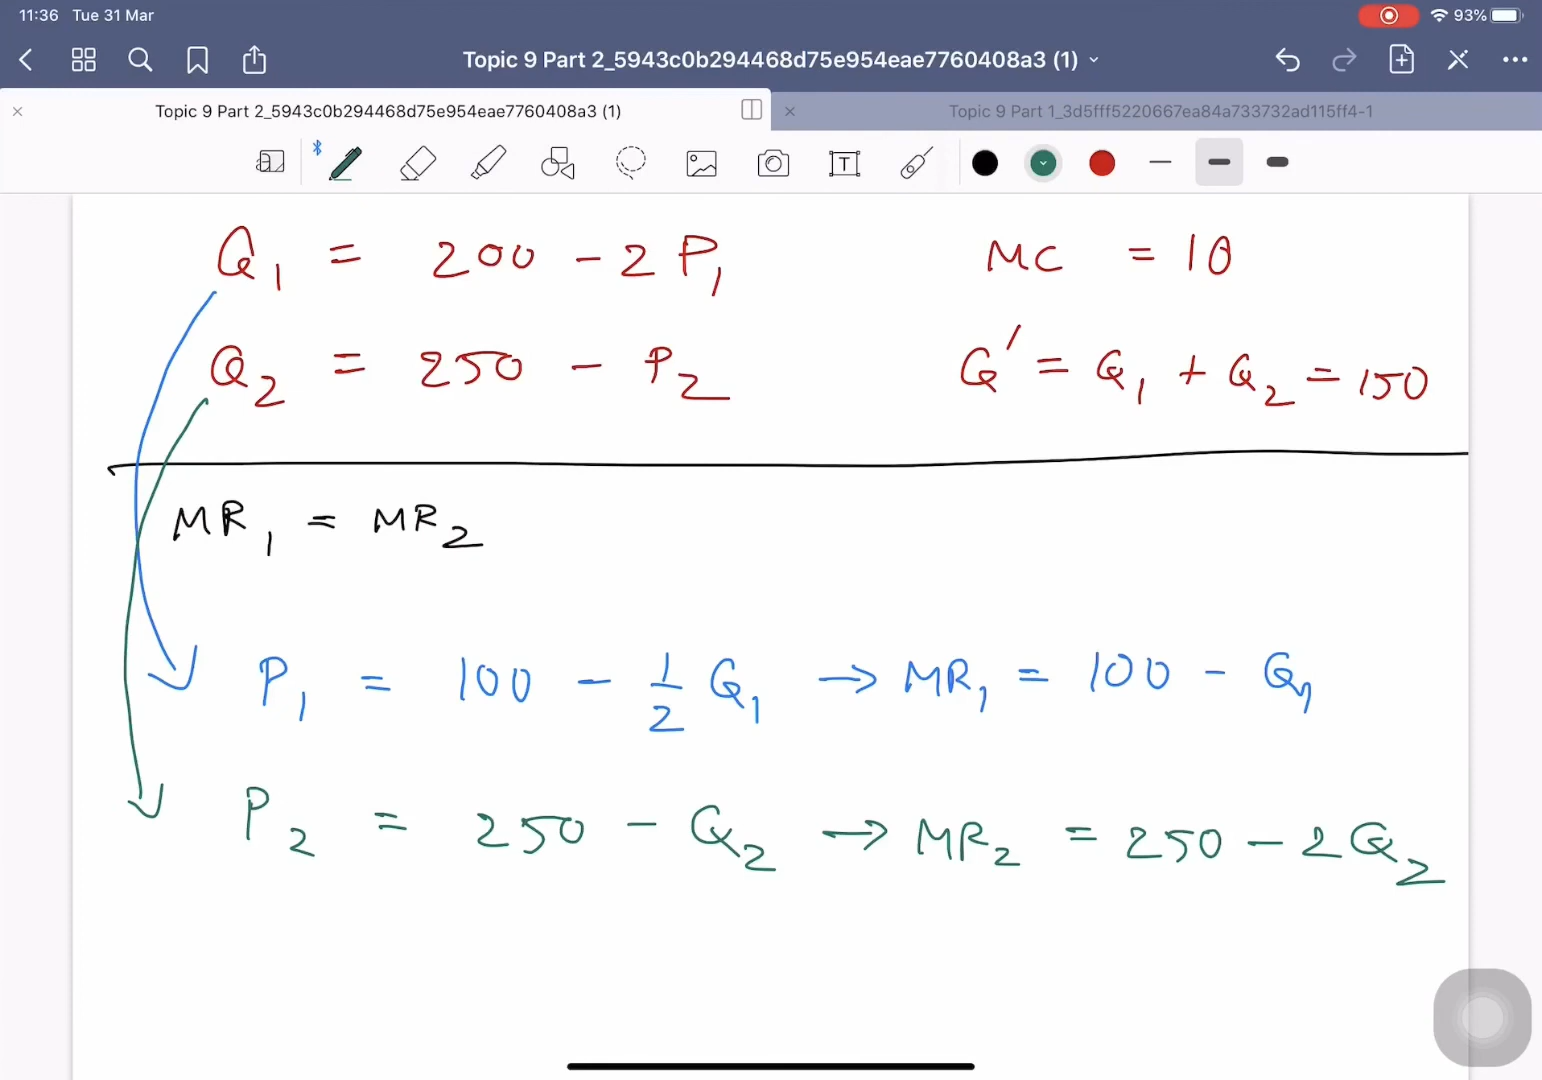 11:36 Tue 31 Mar 93%
Topic 9 Part 2_5943c0b294468d75e954eae7760408a3 (1)
Topic 9 Part 2_5943c0b294468d75e954eae7760408a3 (1) Topic 9 Part 1_3d5fff5220667ea84a733732ad115ff4-1
Q₁ = 200 - 2 P₁ MC = 10
Q₂ = 250 - P₂ Q' = Q₁ + Q₂ = 150
MR₁ = MR₂
P₁ = 100 - 1/2 Q₁ → MR₁ = 100 - Q₁
P₂ = 250 - Q₂ → MR₂ = 250 - 2Q₂